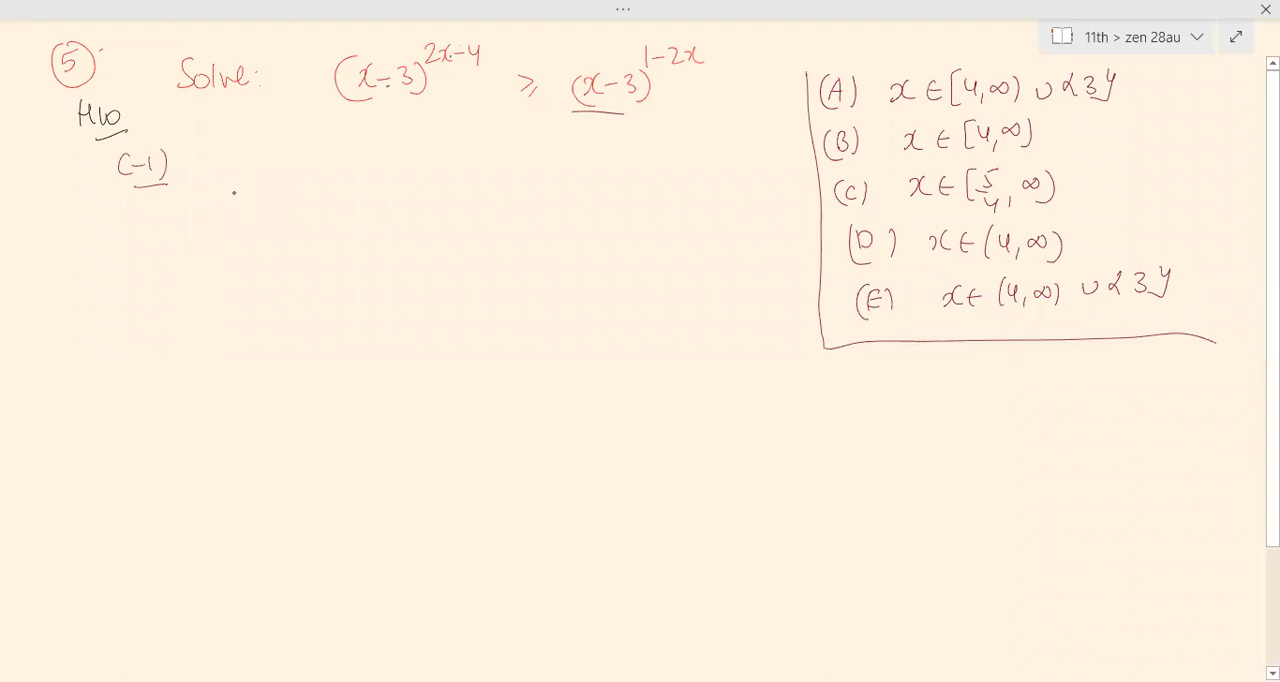 ...
11th > zen 28au
(5) Solve: (x-3)^{2x-4} ≥ (x-3)^{1-2x}
H10
(-1)
(A) x ∈ [4,∞) ∪ {3}
(B) x ∈ [4,∞)
(C) x ∈ [5/4, ∞)
(D) x ∈ (4,∞)
(E) x ∈ (4,∞) ∪ {3}